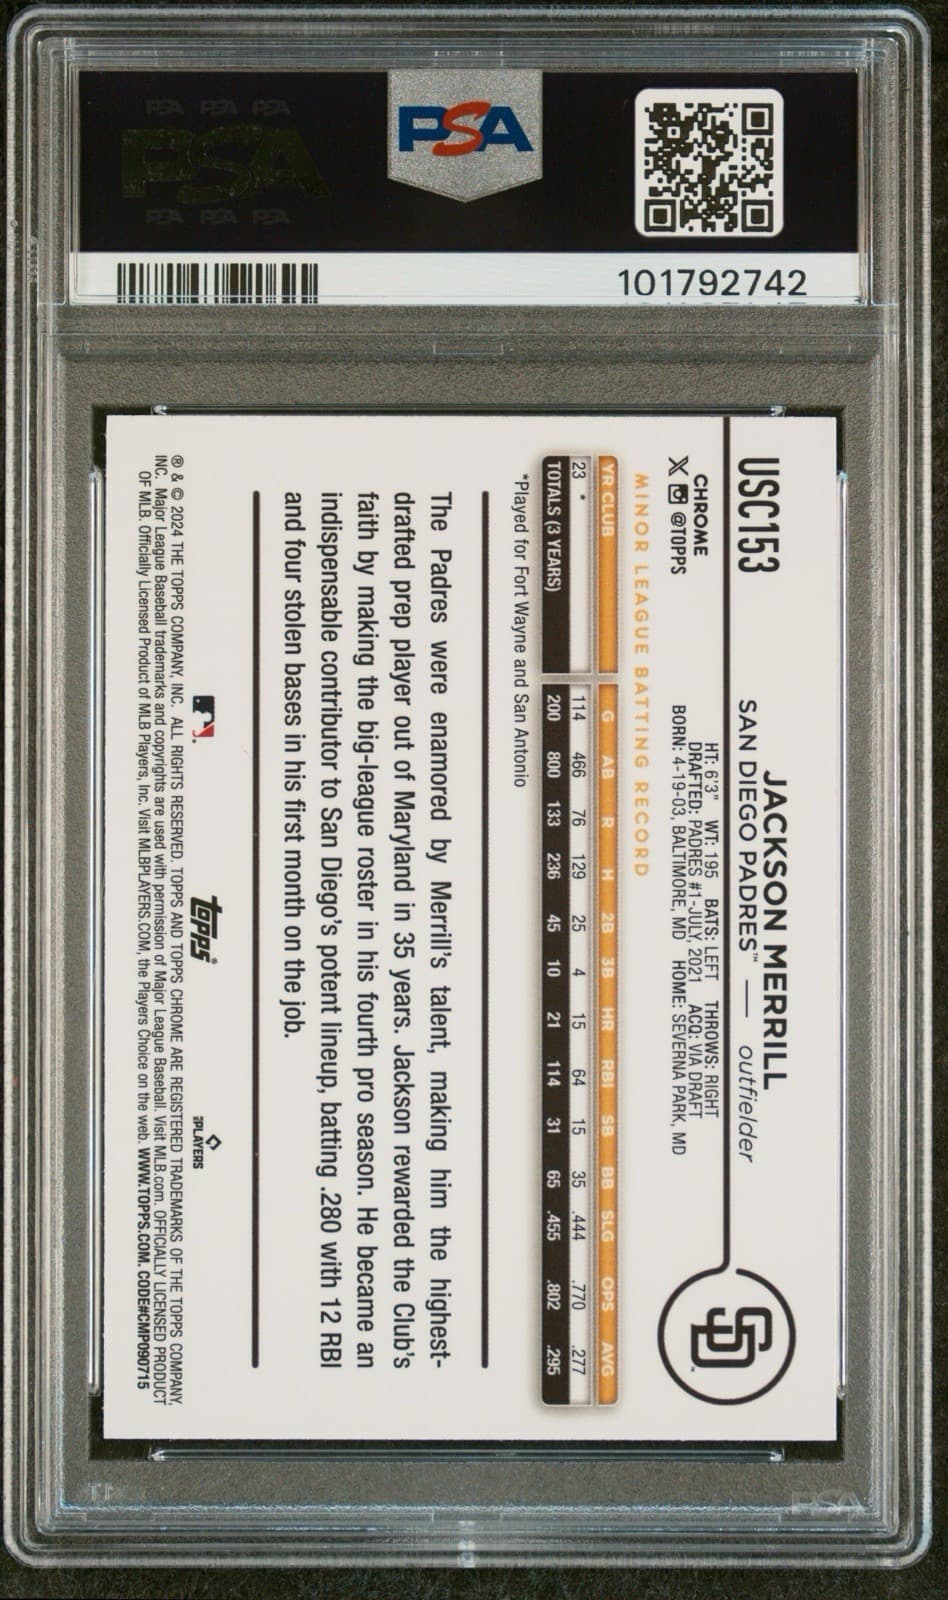 PSA PSA PSA
PSA
PSA PSA PSA
PSA
101792742
USC153
JACKSON MERRILL
SAN DIEGO PADRES™ — outfielder
CHROME
X @TOPPS
HT: 6'3" WT: 195 BATS: LEFT THROWS: RIGHT
DRAFTED: PADRES #1-JULY, 2021 ACQ: VIA DRAFT
BORN: 4-19-03, BALTIMORE, MD HOME: SEVERNA PARK, MD
SD
MINOR LEAGUE BATTING RECORD
YR CLUB G AB R H 2B 3B HR RBI SB BB SLG OPS AVG
23 * 114 466 76 129 25 4 15 64 15 35 .444 .770 .277
TOTALS (3 YEARS) 200 800 133 236 45 10 21 114 31 65 .455 .802 .295
*Played for Fort Wayne and San Antonio
The Padres were enamored by Merrill's talent, making him the highest-
drafted prep player out of Maryland in 35 years. Jackson rewarded the Club's
faith by making the big-league roster in his fourth pro season. He became an
indispensable contributor to San Diego's potent lineup, batting .280 with 12 RBI
and four stolen bases in his first month on the job.
topps
PLAYERS
® & © 2024 THE TOPPS COMPANY, INC. ALL RIGHTS RESERVED. TOPPS AND TOPPS CHROME ARE REGISTERED TRADEMARKS OF THE TOPPS COMPANY,
INC. Major League Baseball trademarks and copyrights are used with permission of Major League Baseball. Visit MLB.com. OFFICIALLY LICENSED PRODUCT
OF MLB. Officially Licensed Product of MLB Players, Inc. Visit MLBPLAYERS.COM, the Players Choice on the web. WWW.TOPPS.COM. CODE#CMP090715
PSA